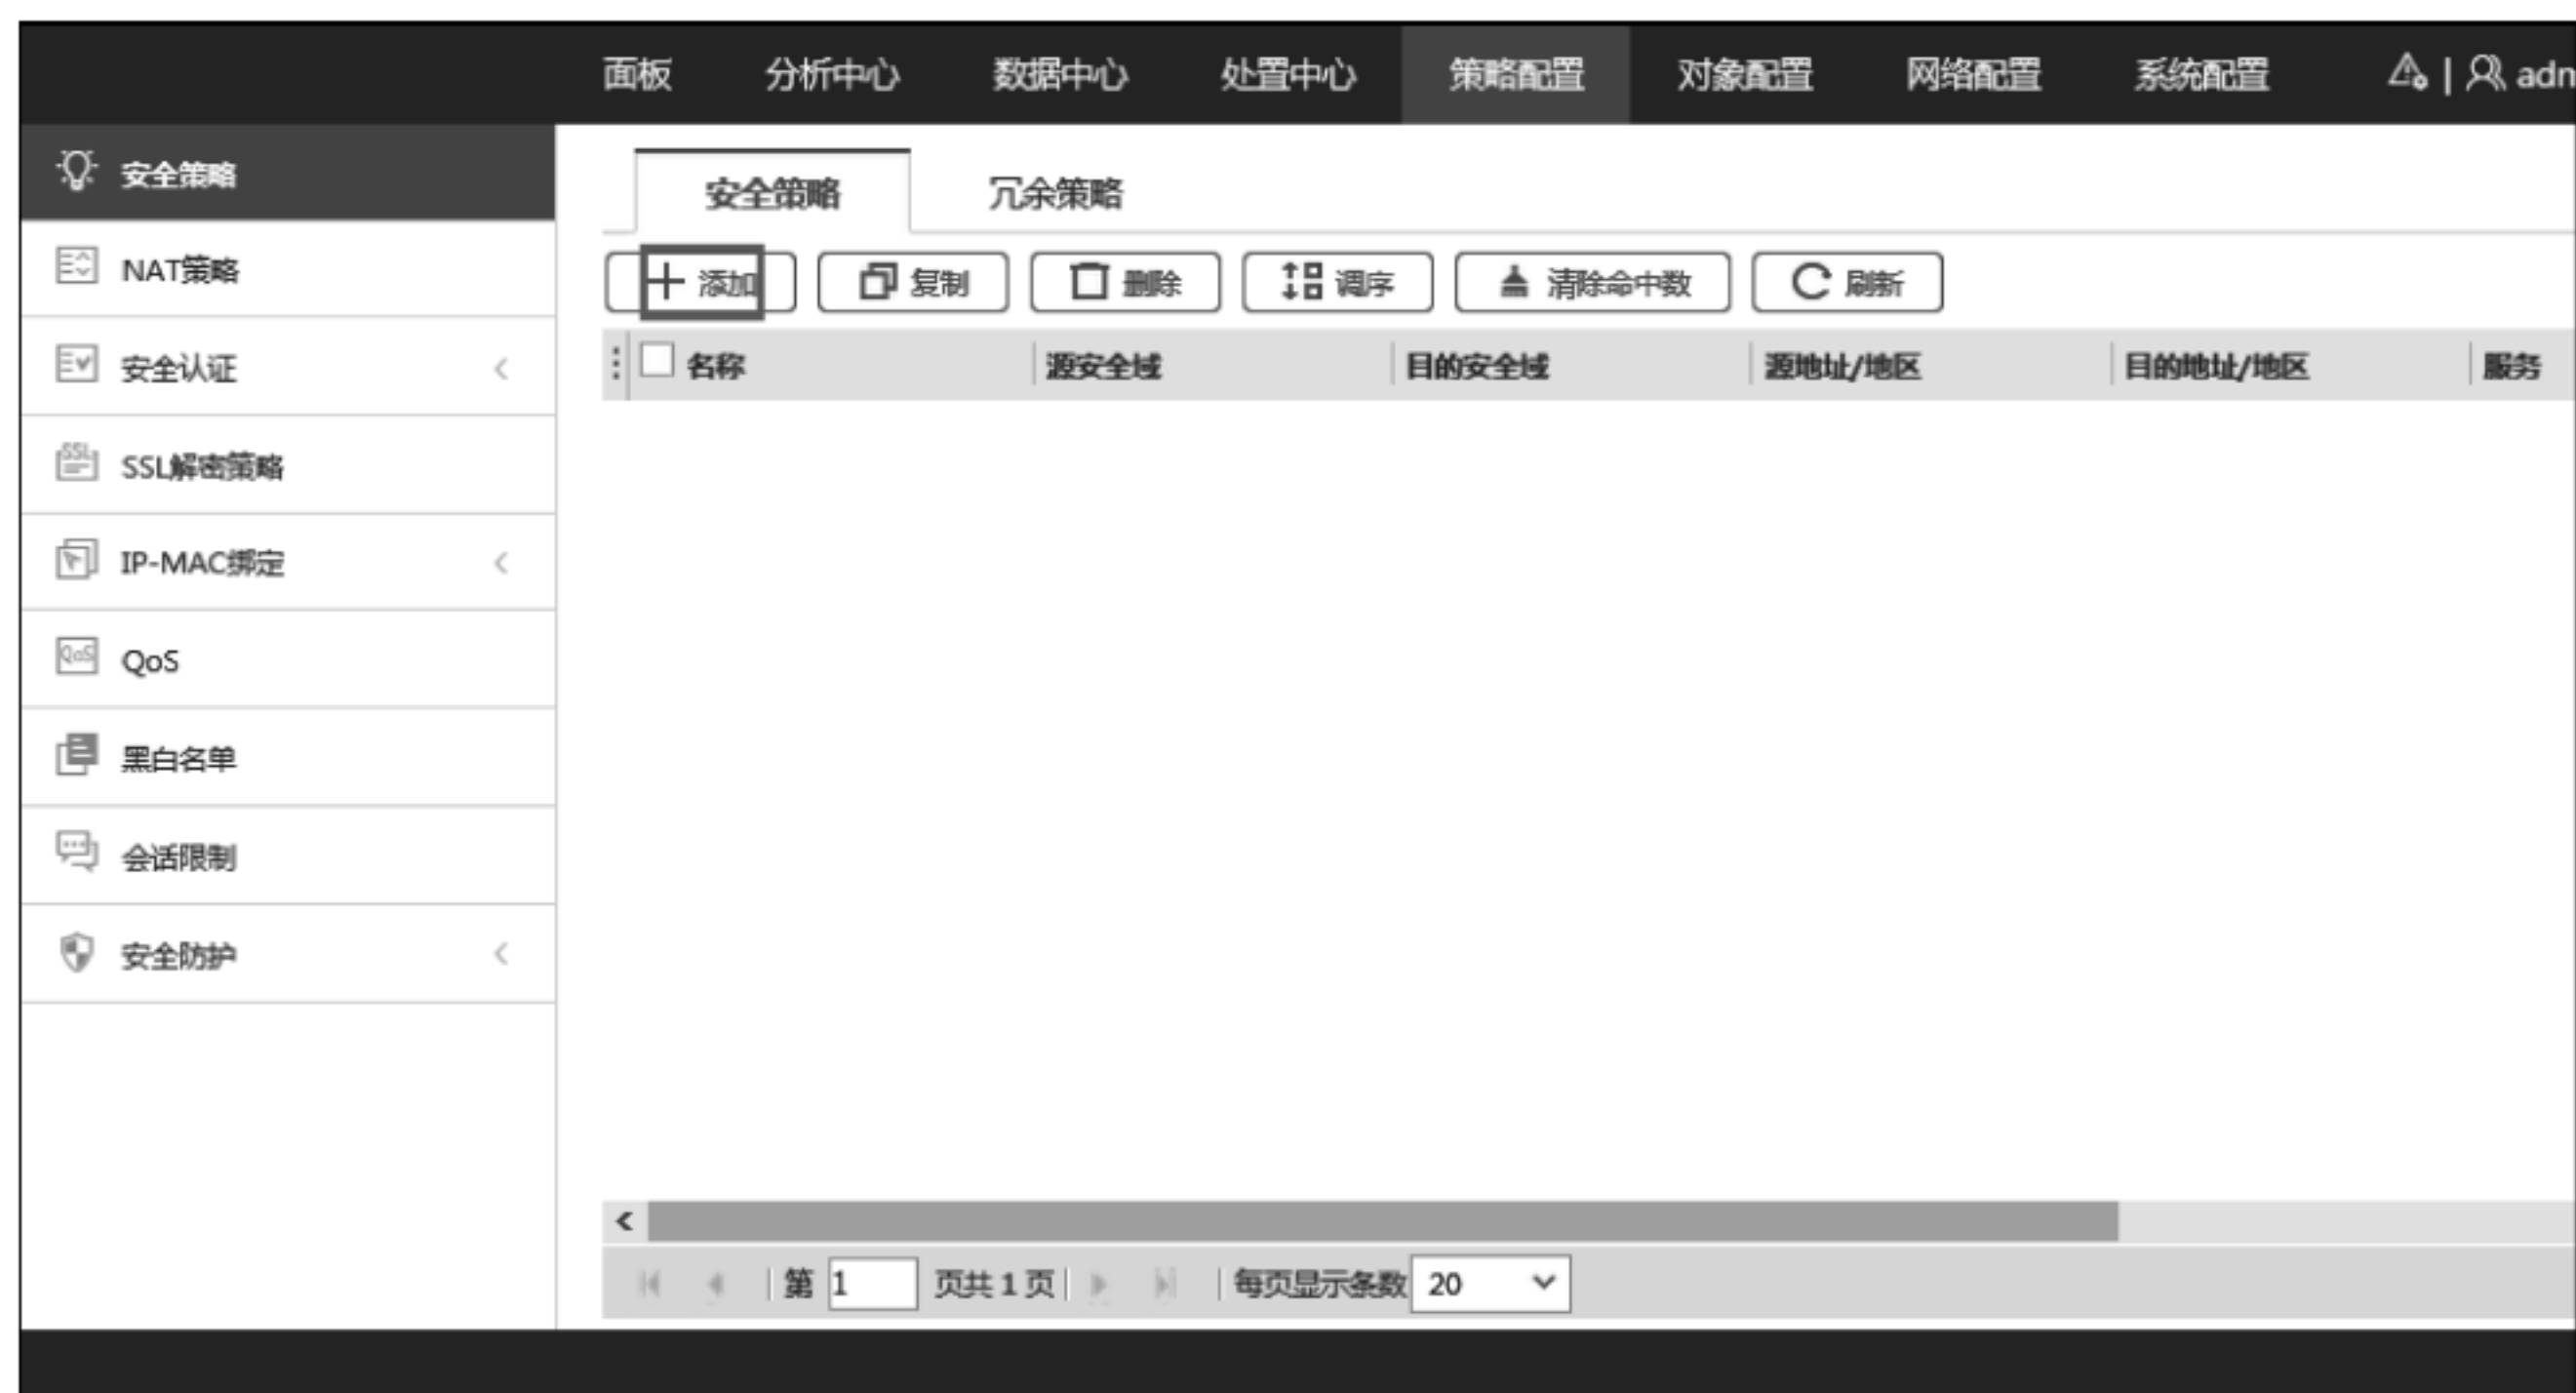 面板 分析中心 数据中心 处置中心 策略配置 对象配置 网络配置 系统配置 | adm
安全策略
NAT策略
安全认证
SSL解密策略
IP-MAC绑定
QoS
黑白名单
会话限制
安全防护
安全策略 冗余策略
添加 复制 删除 调序 清除命中数 刷新
名称 源安全域 目的安全域 源地址/地区 目的地址/地区 服务
第 1 页共 1 页 每页显示条数 20